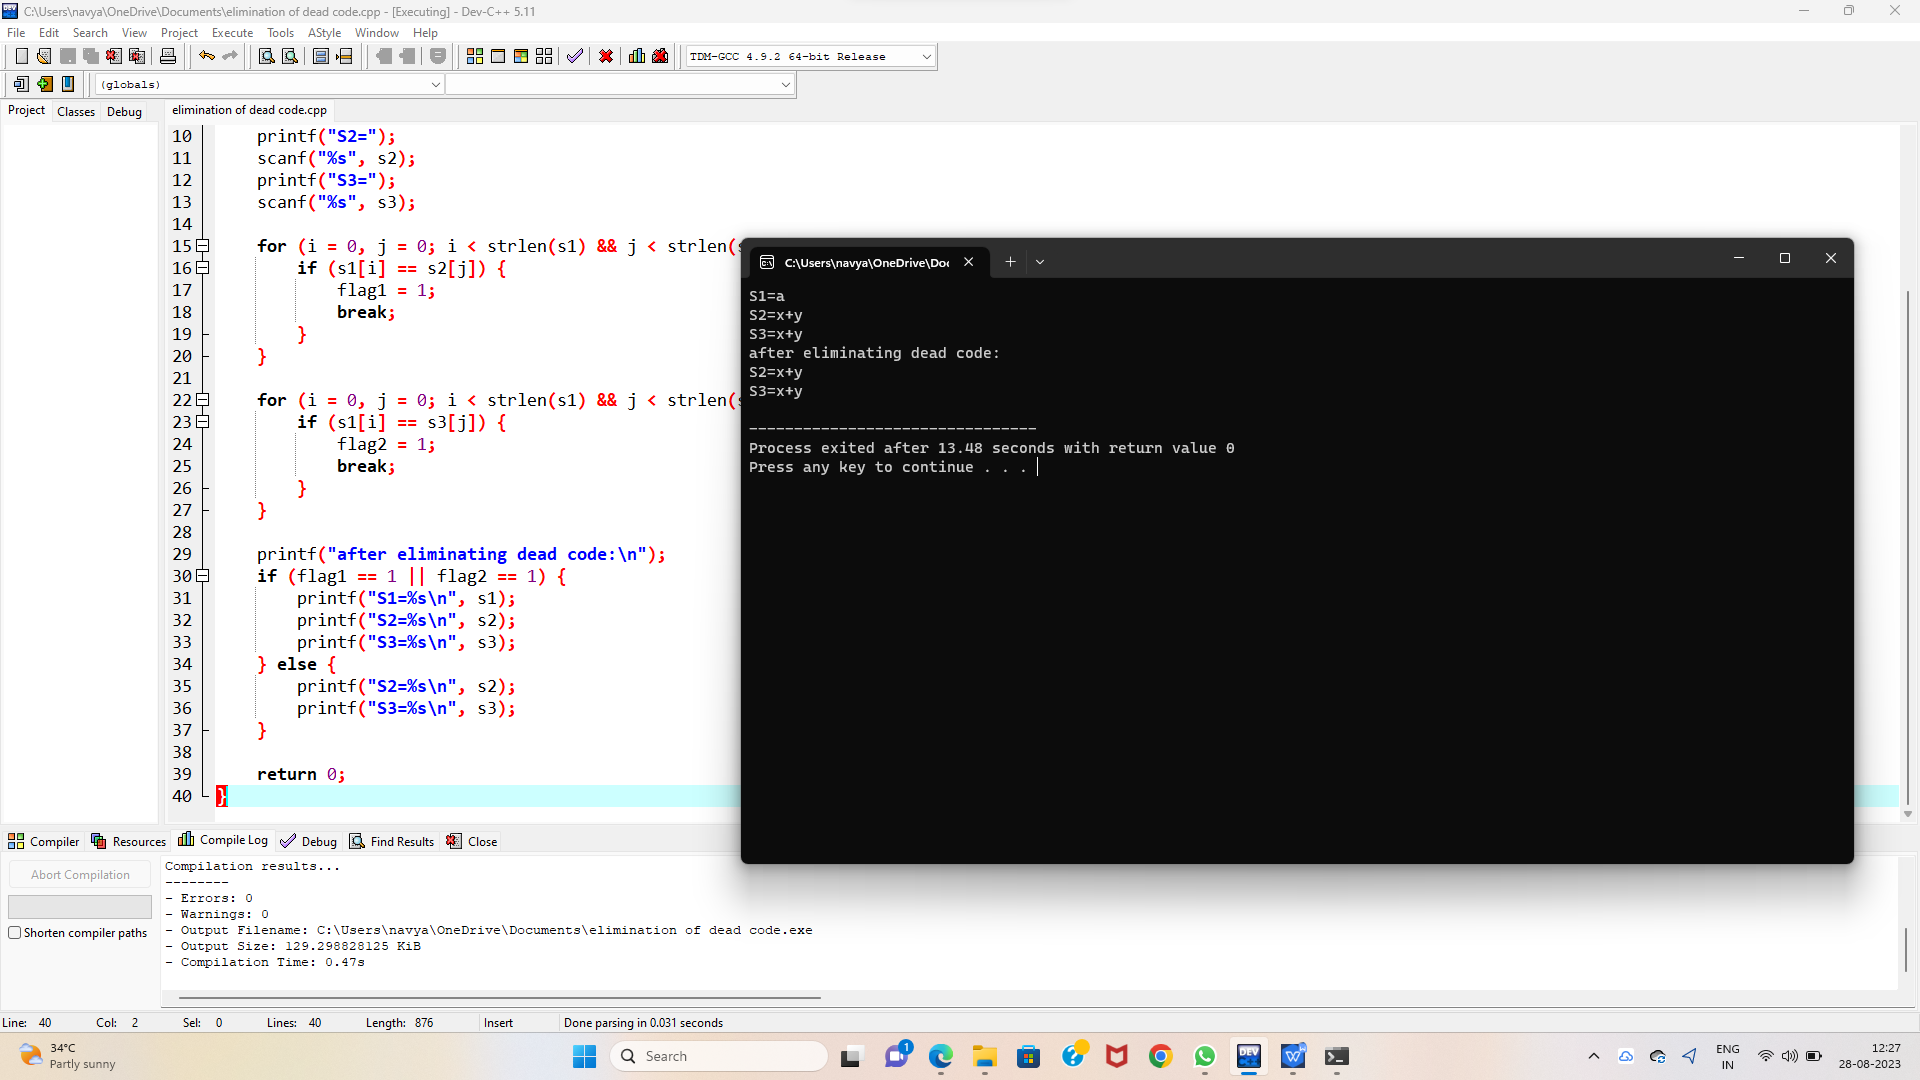 C:\Users\navya\OneDrive\Documents\elimination of dead code.cpp - [Executing] - Dev-C++ 5.11
File Edit Search View Project Execute Tools AStyle Window Help
TDM-GCC 4.9.2 64-bit Release
(globals)
Project Classes Debug
elimination of dead code.cpp
10 printf("S2=");
11 scanf("%s", s2);
12 printf("S3=");
13 scanf("%s", s3);
14
15 for (i = 0, j = 0; i < strlen(s1) && j < strlen(s
16 if (s1[i] == s2[j]) {
17 flag1 = 1;
18 break;
19 }
20 }
21
22 for (i = 0, j = 0; i < strlen(s1) && j < strlen(s
23 if (s1[i] == s3[j]) {
24 flag2 = 1;
25 break;
26 }
27 }
28
29 printf("after eliminating dead code:\n");
30 if (flag1 == 1 || flag2 == 1) {
31 printf("S1=%s\n", s1);
32 printf("S2=%s\n", s2);
33 printf("S3=%s\n", s3);
34 } else {
35 printf("S2=%s\n", s2);
36 printf("S3=%s\n", s3);
37 }
38
39 return 0;
40 }
C:\Users\navya\OneDrive\Doc
S1=a
S2=x+y
S3=x+y
after eliminating dead code:
S2=x+y
S3=x+y
--------------------------------
Process exited after 13.48 seconds with return value 0
Press any key to continue . . .
Compiler Resources Compile Log Debug Find Results Close
Abort Compilation
Shorten compiler paths
Compilation results...
--------
- Errors: 0
- Warnings: 0
- Output Filename: C:\Users\navya\OneDrive\Documents\elimination of dead code.exe
- Output Size: 129.298828125 KiB
- Compilation Time: 0.47s
Line: 40 Col: 2 Sel: 0 Lines: 40 Length: 876 Insert Done parsing in 0.031 seconds
34°C
Partly sunny
Search
1
DEV
W
ENG
IN
12:27
28-08-2023